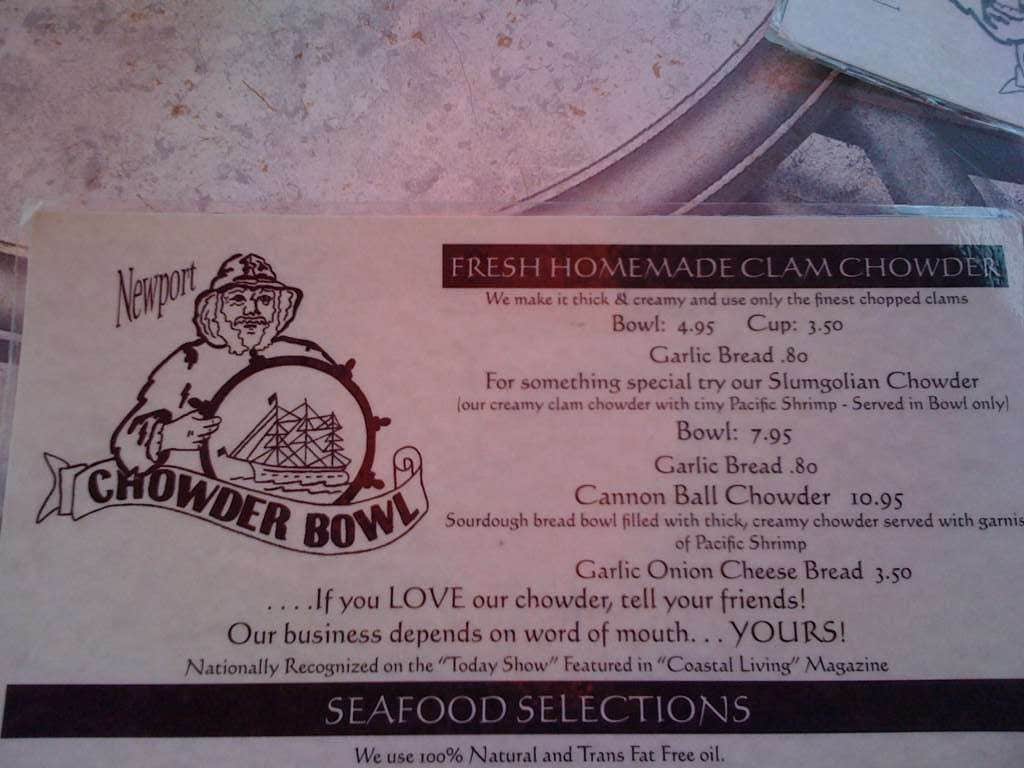 Newport
CHOWDER BOWL
FRESH HOMEMADE CLAM CHOWDER
We make it thick & creamy and use only the finest chopped clams
Bowl: 4.95 Cup: 3.50
Garlic Bread .80
For something special try our Slumgolian Chowder
(our creamy clam chowder with tiny Pacific Shrimp - Served in Bowl only)
Bowl: 7.95
Garlic Bread .80
Cannon Ball Chowder 10.95
Sourdough bread bowl filled with thick, creamy chowder served with garnis
of Pacific Shrimp
Garlic Onion Cheese Bread 3.50
....If you LOVE our chowder, tell your friends!
Our business depends on word of mouth... YOURS!
Nationally Recognized on the "Today Show" Featured in "Coastal Living" Magazine
SEAFOOD SELECTIONS
We use 100% Natural and Trans Fat Free oil.